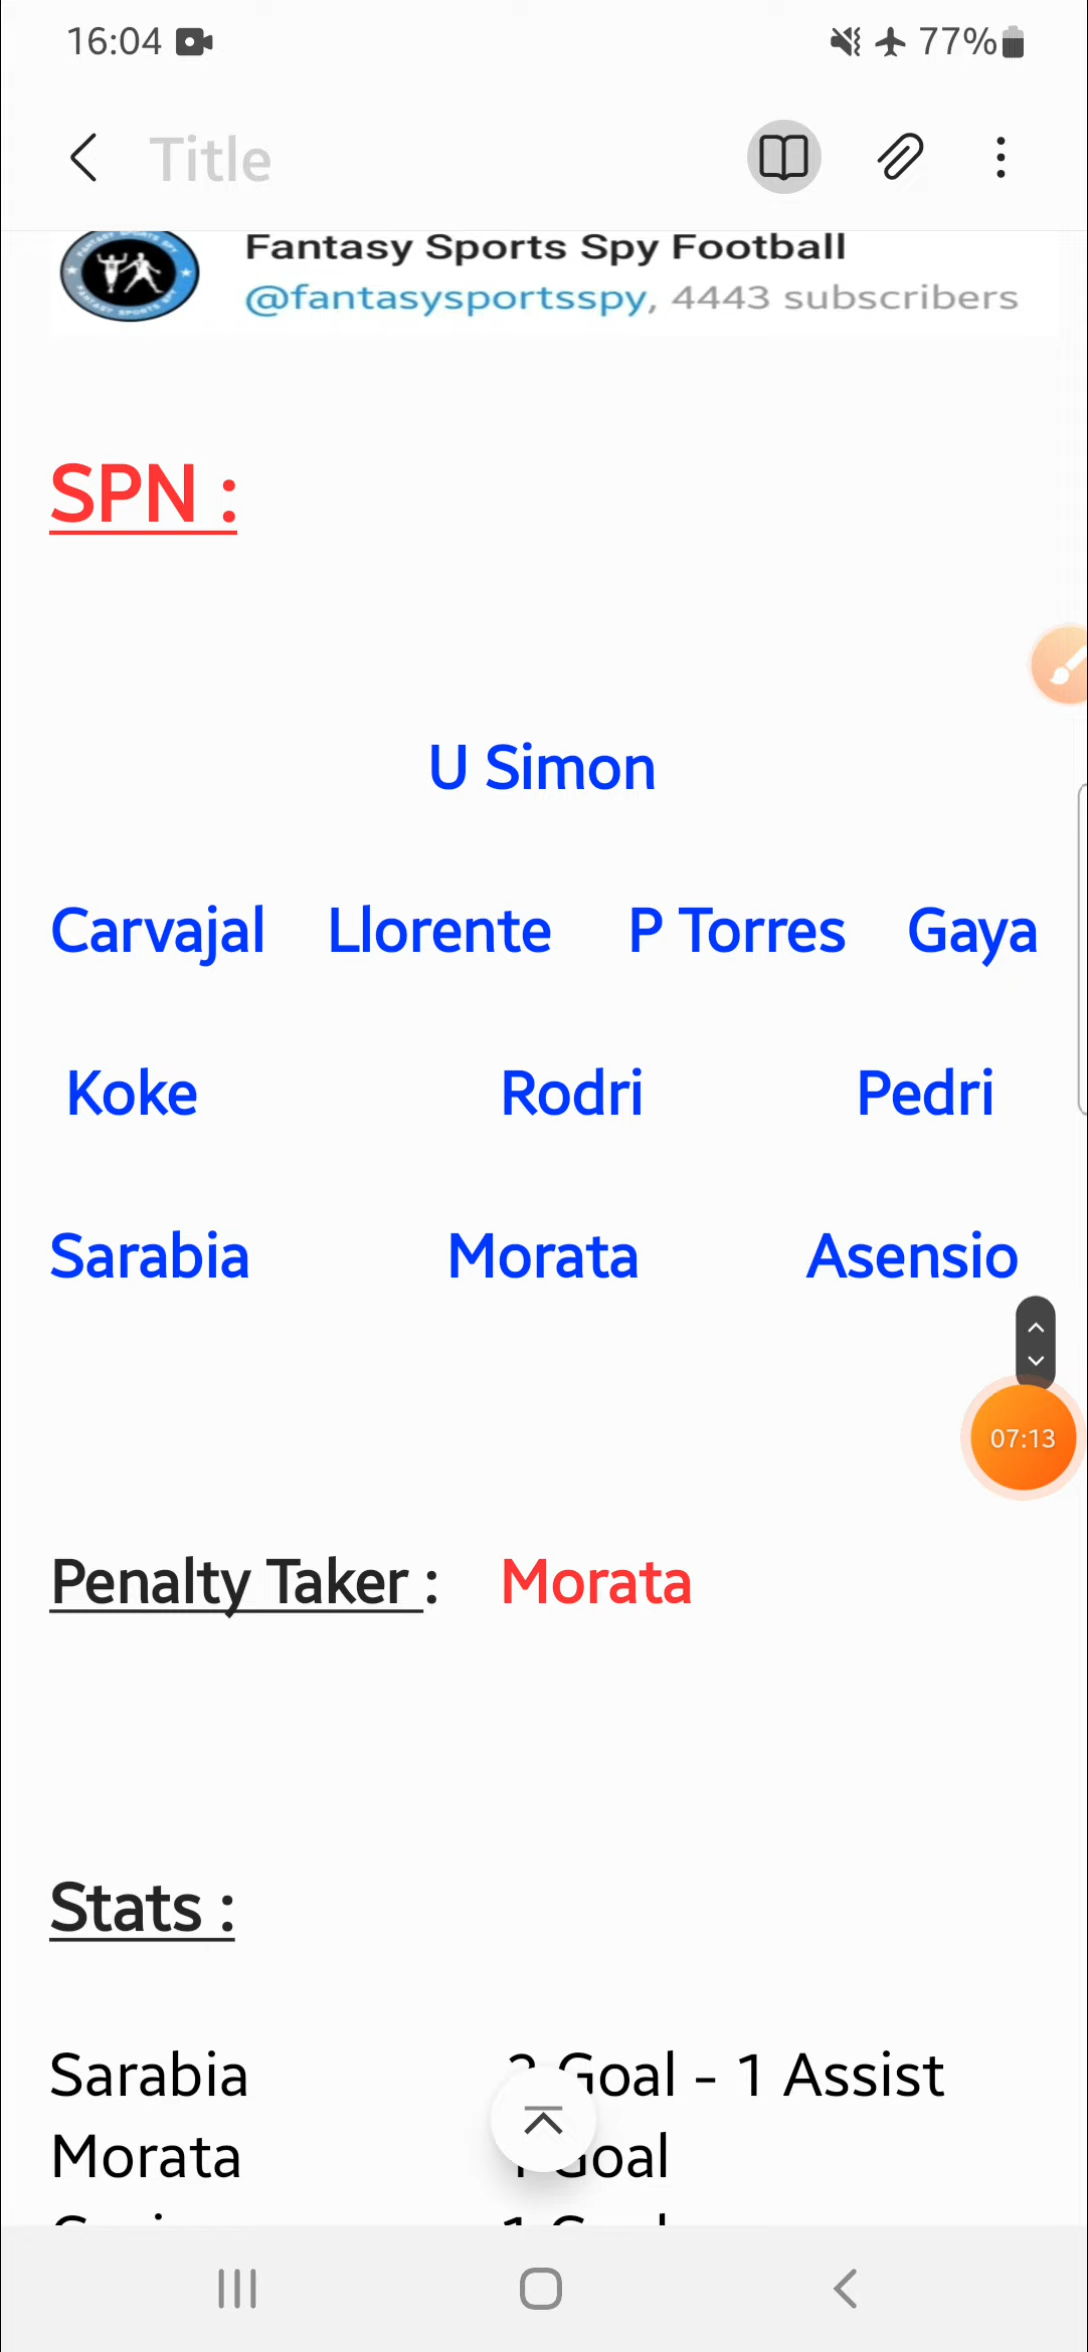 16:04 77%
Title
Fantasy Sports Spy Football
@fantasysportsspy, 4443 subscribers
SPN :
U Simon
Carvajal Llorente P Torres Gaya
Koke Rodri Pedri
Sarabia Morata Asensio
07:13
Penalty Taker : Morata
Stats :
Sarabia Goal - 1 Assist
Morata Goal